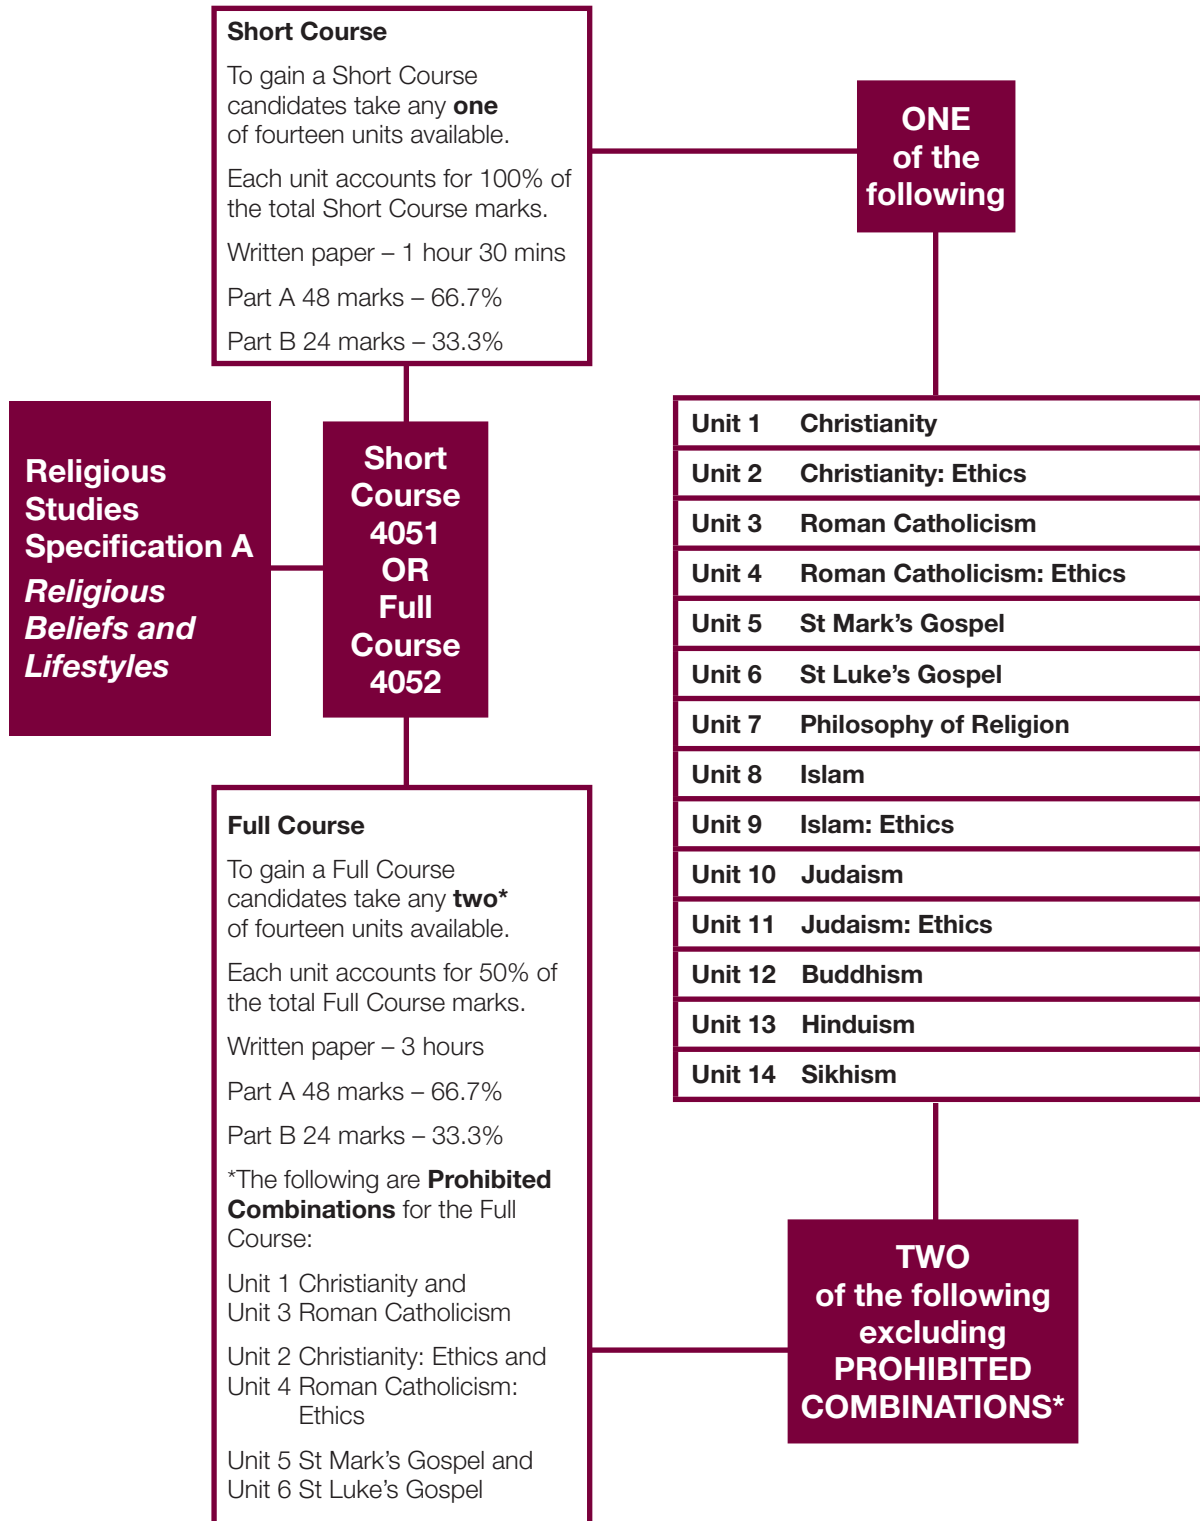 Short Course
To gain a Short Course
candidates take any one
of fourteen units available.
Each unit accounts for 100% of
the total Short Course marks.
Written paper – 1 hour 30 mins
Part A 48 marks – 66.7%
Part B 24 marks – 33.3%
ONE
of the
following
Religious
Studies
Specification A
Religious
Beliefs and
Lifestyles
Short
Course
4051
OR
Full
Course
4052
Unit 1 Christianity
Unit 2 Christianity: Ethics
Unit 3 Roman Catholicism
Unit 4 Roman Catholicism: Ethics
Unit 5 St Mark’s Gospel
Unit 6 St Luke’s Gospel
Unit 7 Philosophy of Religion
Unit 8 Islam
Unit 9 Islam: Ethics
Unit 10 Judaism
Unit 11 Judaism: Ethics
Unit 12 Buddhism
Unit 13 Hinduism
Unit 14 Sikhism
Full Course
To gain a Full Course
candidates take any two*
of fourteen units available.
Each unit accounts for 50% of
the total Full Course marks.
Written paper – 3 hours
Part A 48 marks – 66.7%
Part B 24 marks – 33.3%
*The following are Prohibited
Combinations for the Full
Course:
Unit 1 Christianity and
Unit 3 Roman Catholicism
Unit 2 Christianity: Ethics and
Unit 4 Roman Catholicism:
Ethics
Unit 5 St Mark’s Gospel and
Unit 6 St Luke’s Gospel
TWO
of the following
excluding
PROHIBITED
COMBINATIONS*